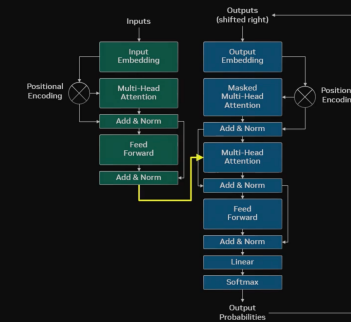 Inputs
Input
Embedding
Positional
Encoding
Multi-Head
Attention
Add & Norm
Feed
Forward
Add & Norm
Outputs
(shifted right)
Output
Embedding
Masked
Multi-Head
Attention
Position
Encodin
Add & Norm
Multi-Head
Attention
Add & Norm
Feed
Forward
Add & Norm
Linear
Softmax
Output
Probabilities